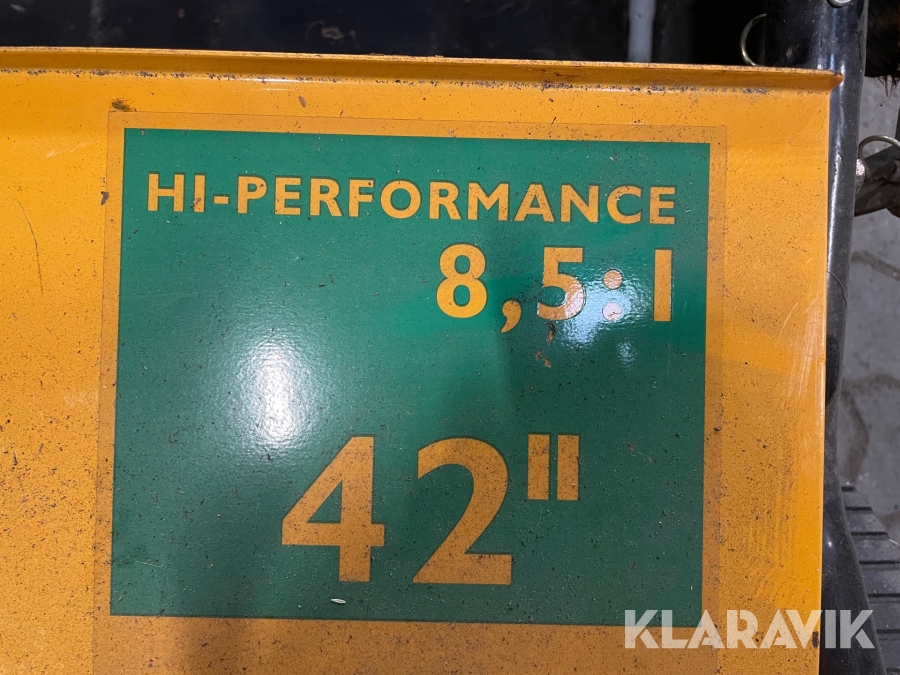 HI-PERFORMANCE
8,5:1
42"
KLARAVIK